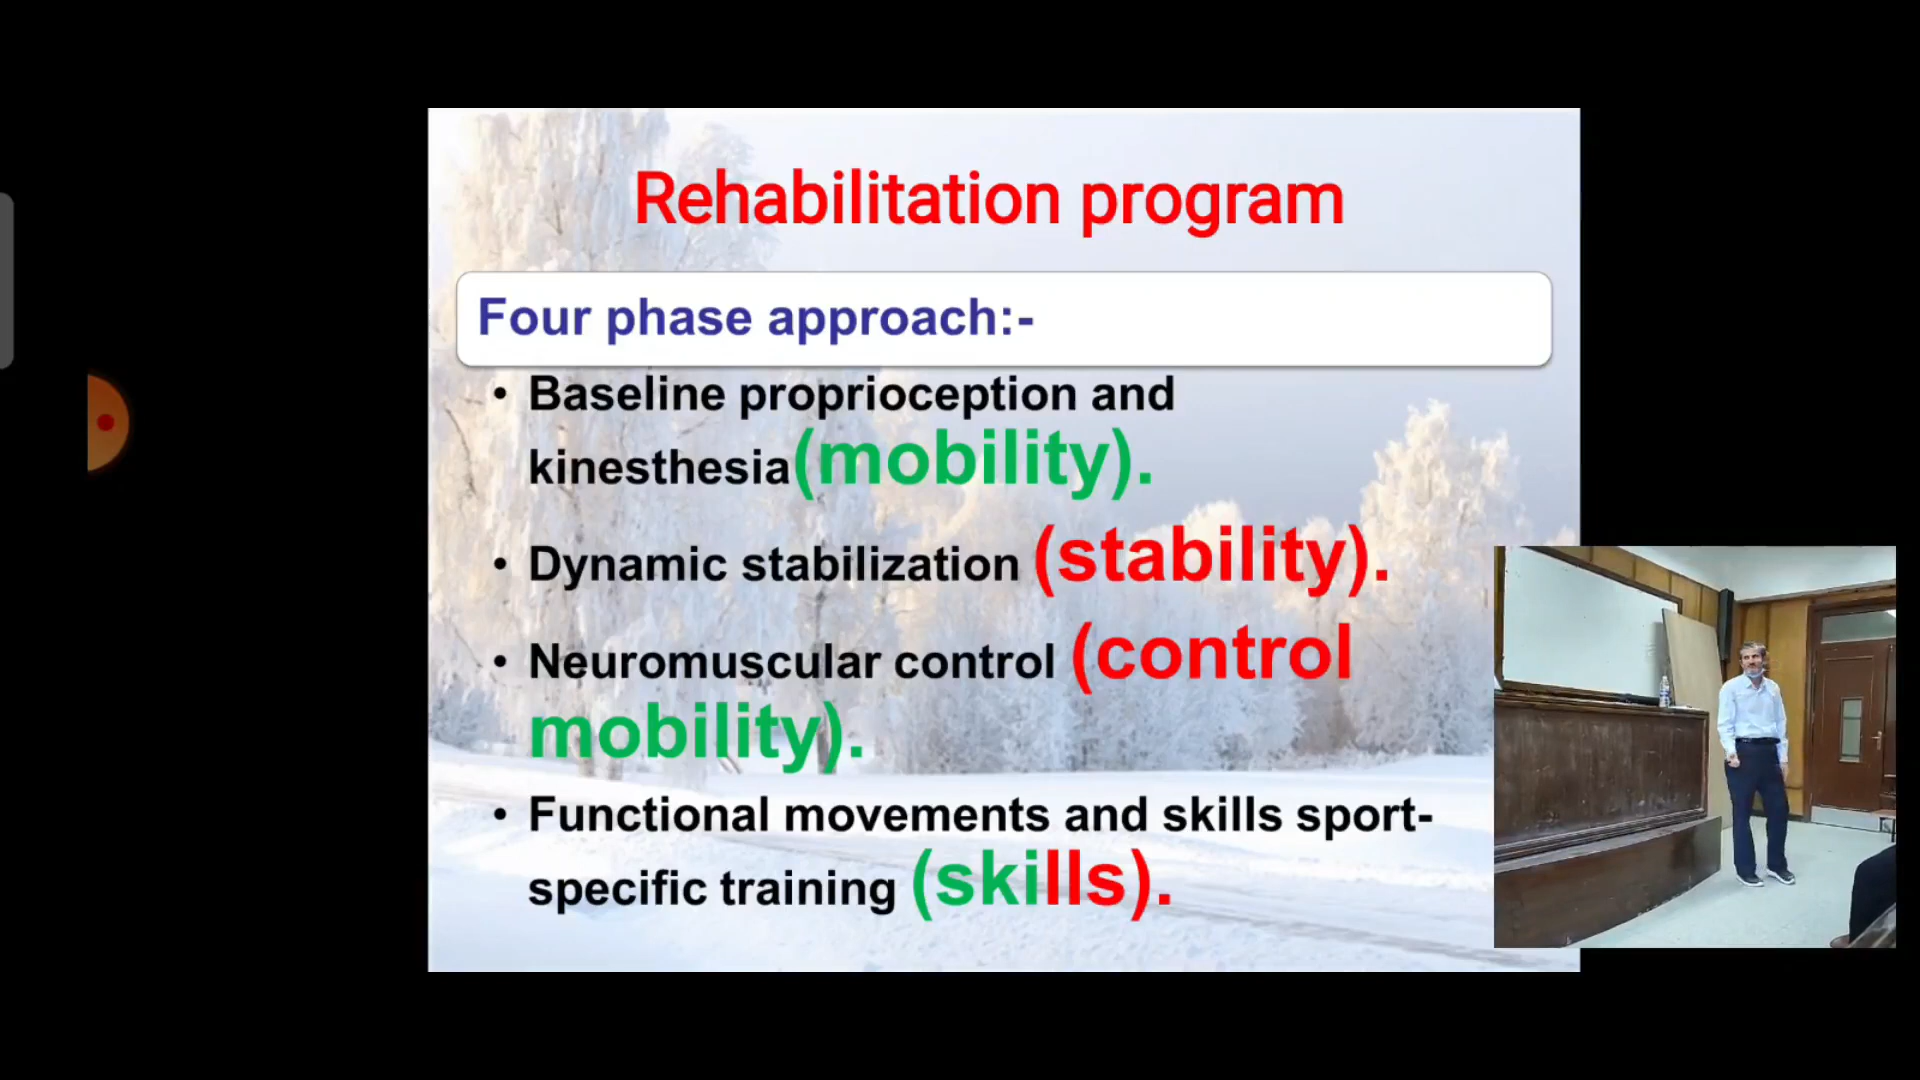 Rehabilitation program
Four phase approach:-
• Baseline proprioception and
kinesthesia(mobility).
• Dynamic stabilization (stability).
• Neuromuscular control (control
mobility).
• Functional movements and skills sport-
specific training (skills).